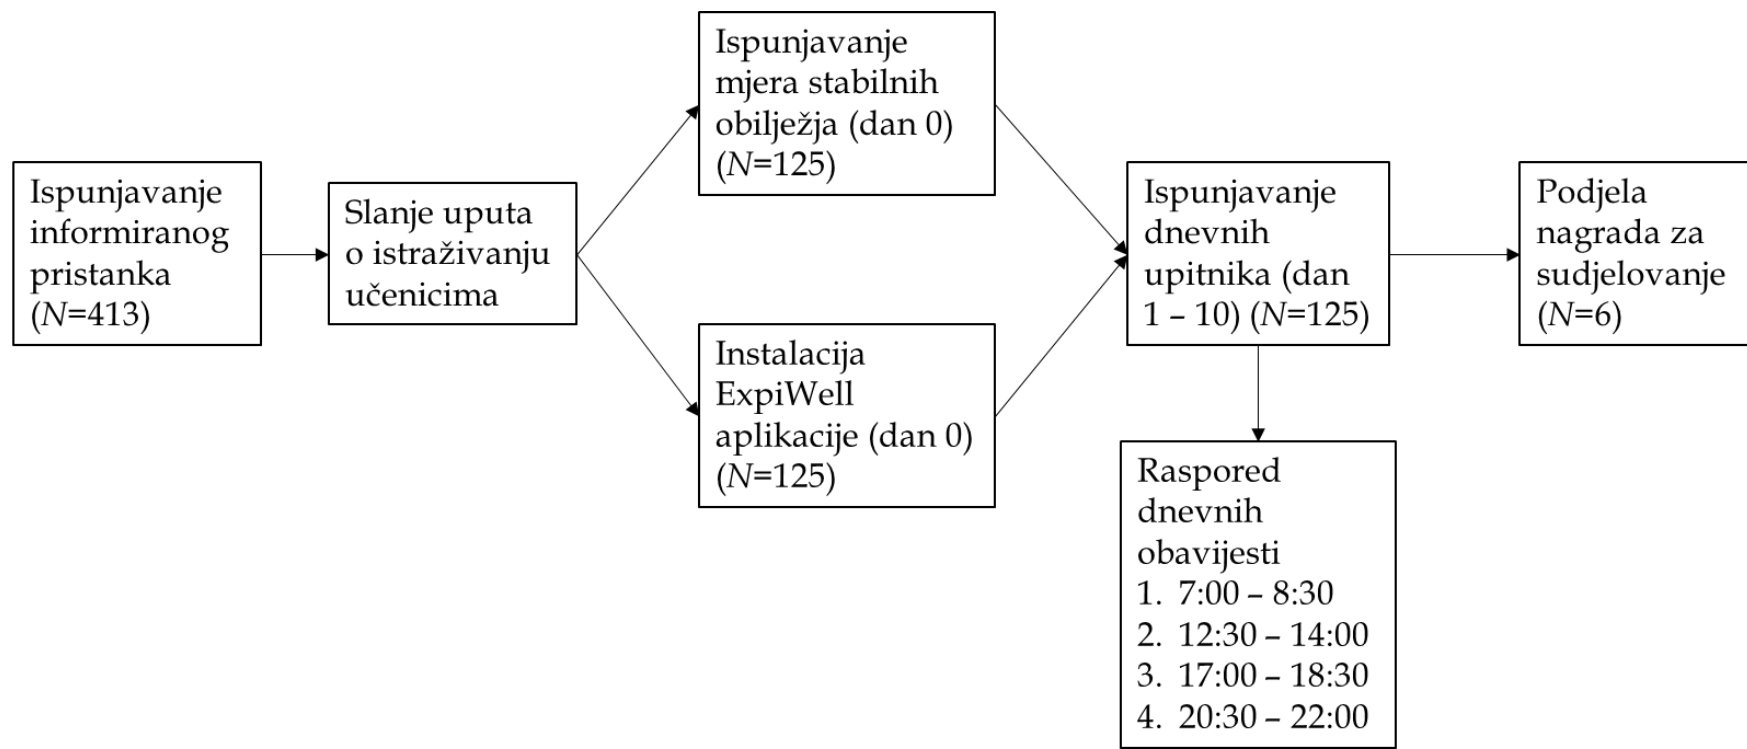 Ispunjavanje
informiranog
pristanka
(N=413)
Slanje uputa
o istraživanju
učenicima
Ispunjavanje
mjera stabilnih
obilježja (dan 0)
(N=125)
Instalacija
ExpiWell
aplikacije (dan 0)
(N=125)
Ispunjavanje
dnevnih
upitnika (dan
1 – 10) (N=125)
Raspored
dnevnih
obavijesti
1. 7:00 – 8:30
2. 12:30 – 14:00
3. 17:00 – 18:30
4. 20:30 – 22:00
Podjela
nagrada za
sudjelovanje
(N=6)